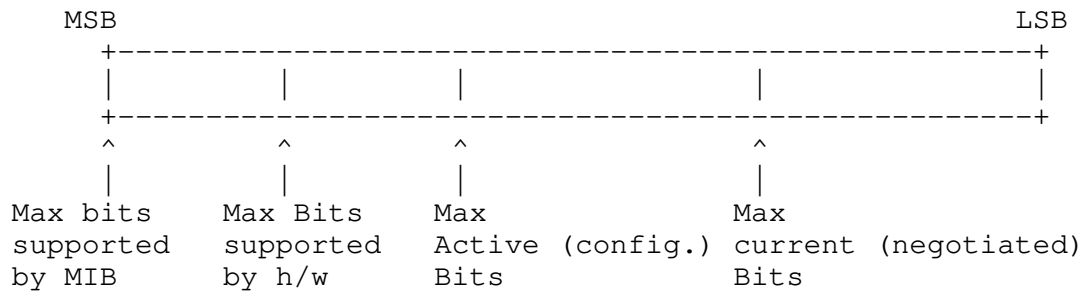 MSB LSB
+-----------------------------------------------------+
| | | | |
+-----------------------------------------------------+
^ ^ ^ ^
| | | |
Max bits Max Bits Max Max
supported supported Active (config.) current (negotiated)
by MIB by h/w Bits Bits